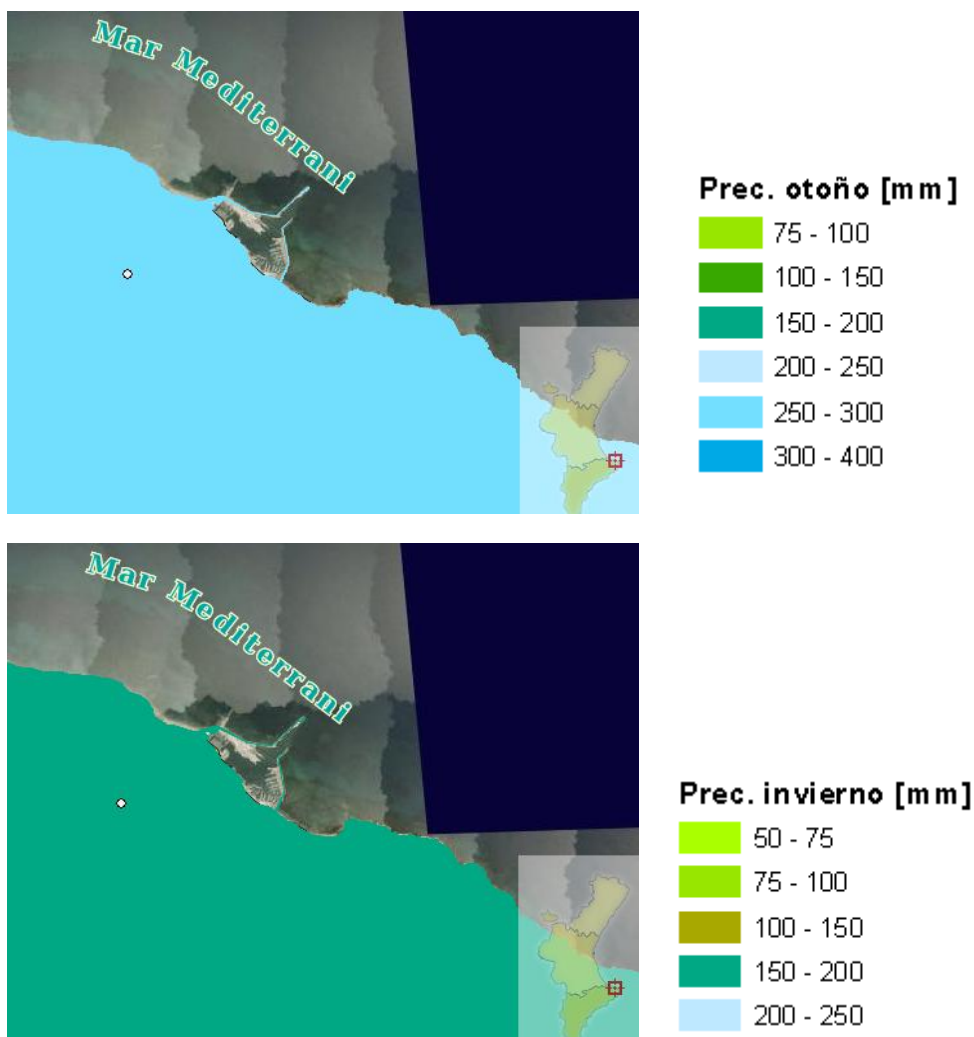 Mar Mediterrani
Prec. otoño [mm]
75 - 100
100 - 150
150 - 200
200 - 250
250 - 300
300 - 400
Mar Mediterrani
Prec. invierno [mm]
50 - 75
75 - 100
100 - 150
150 - 200
200 - 250